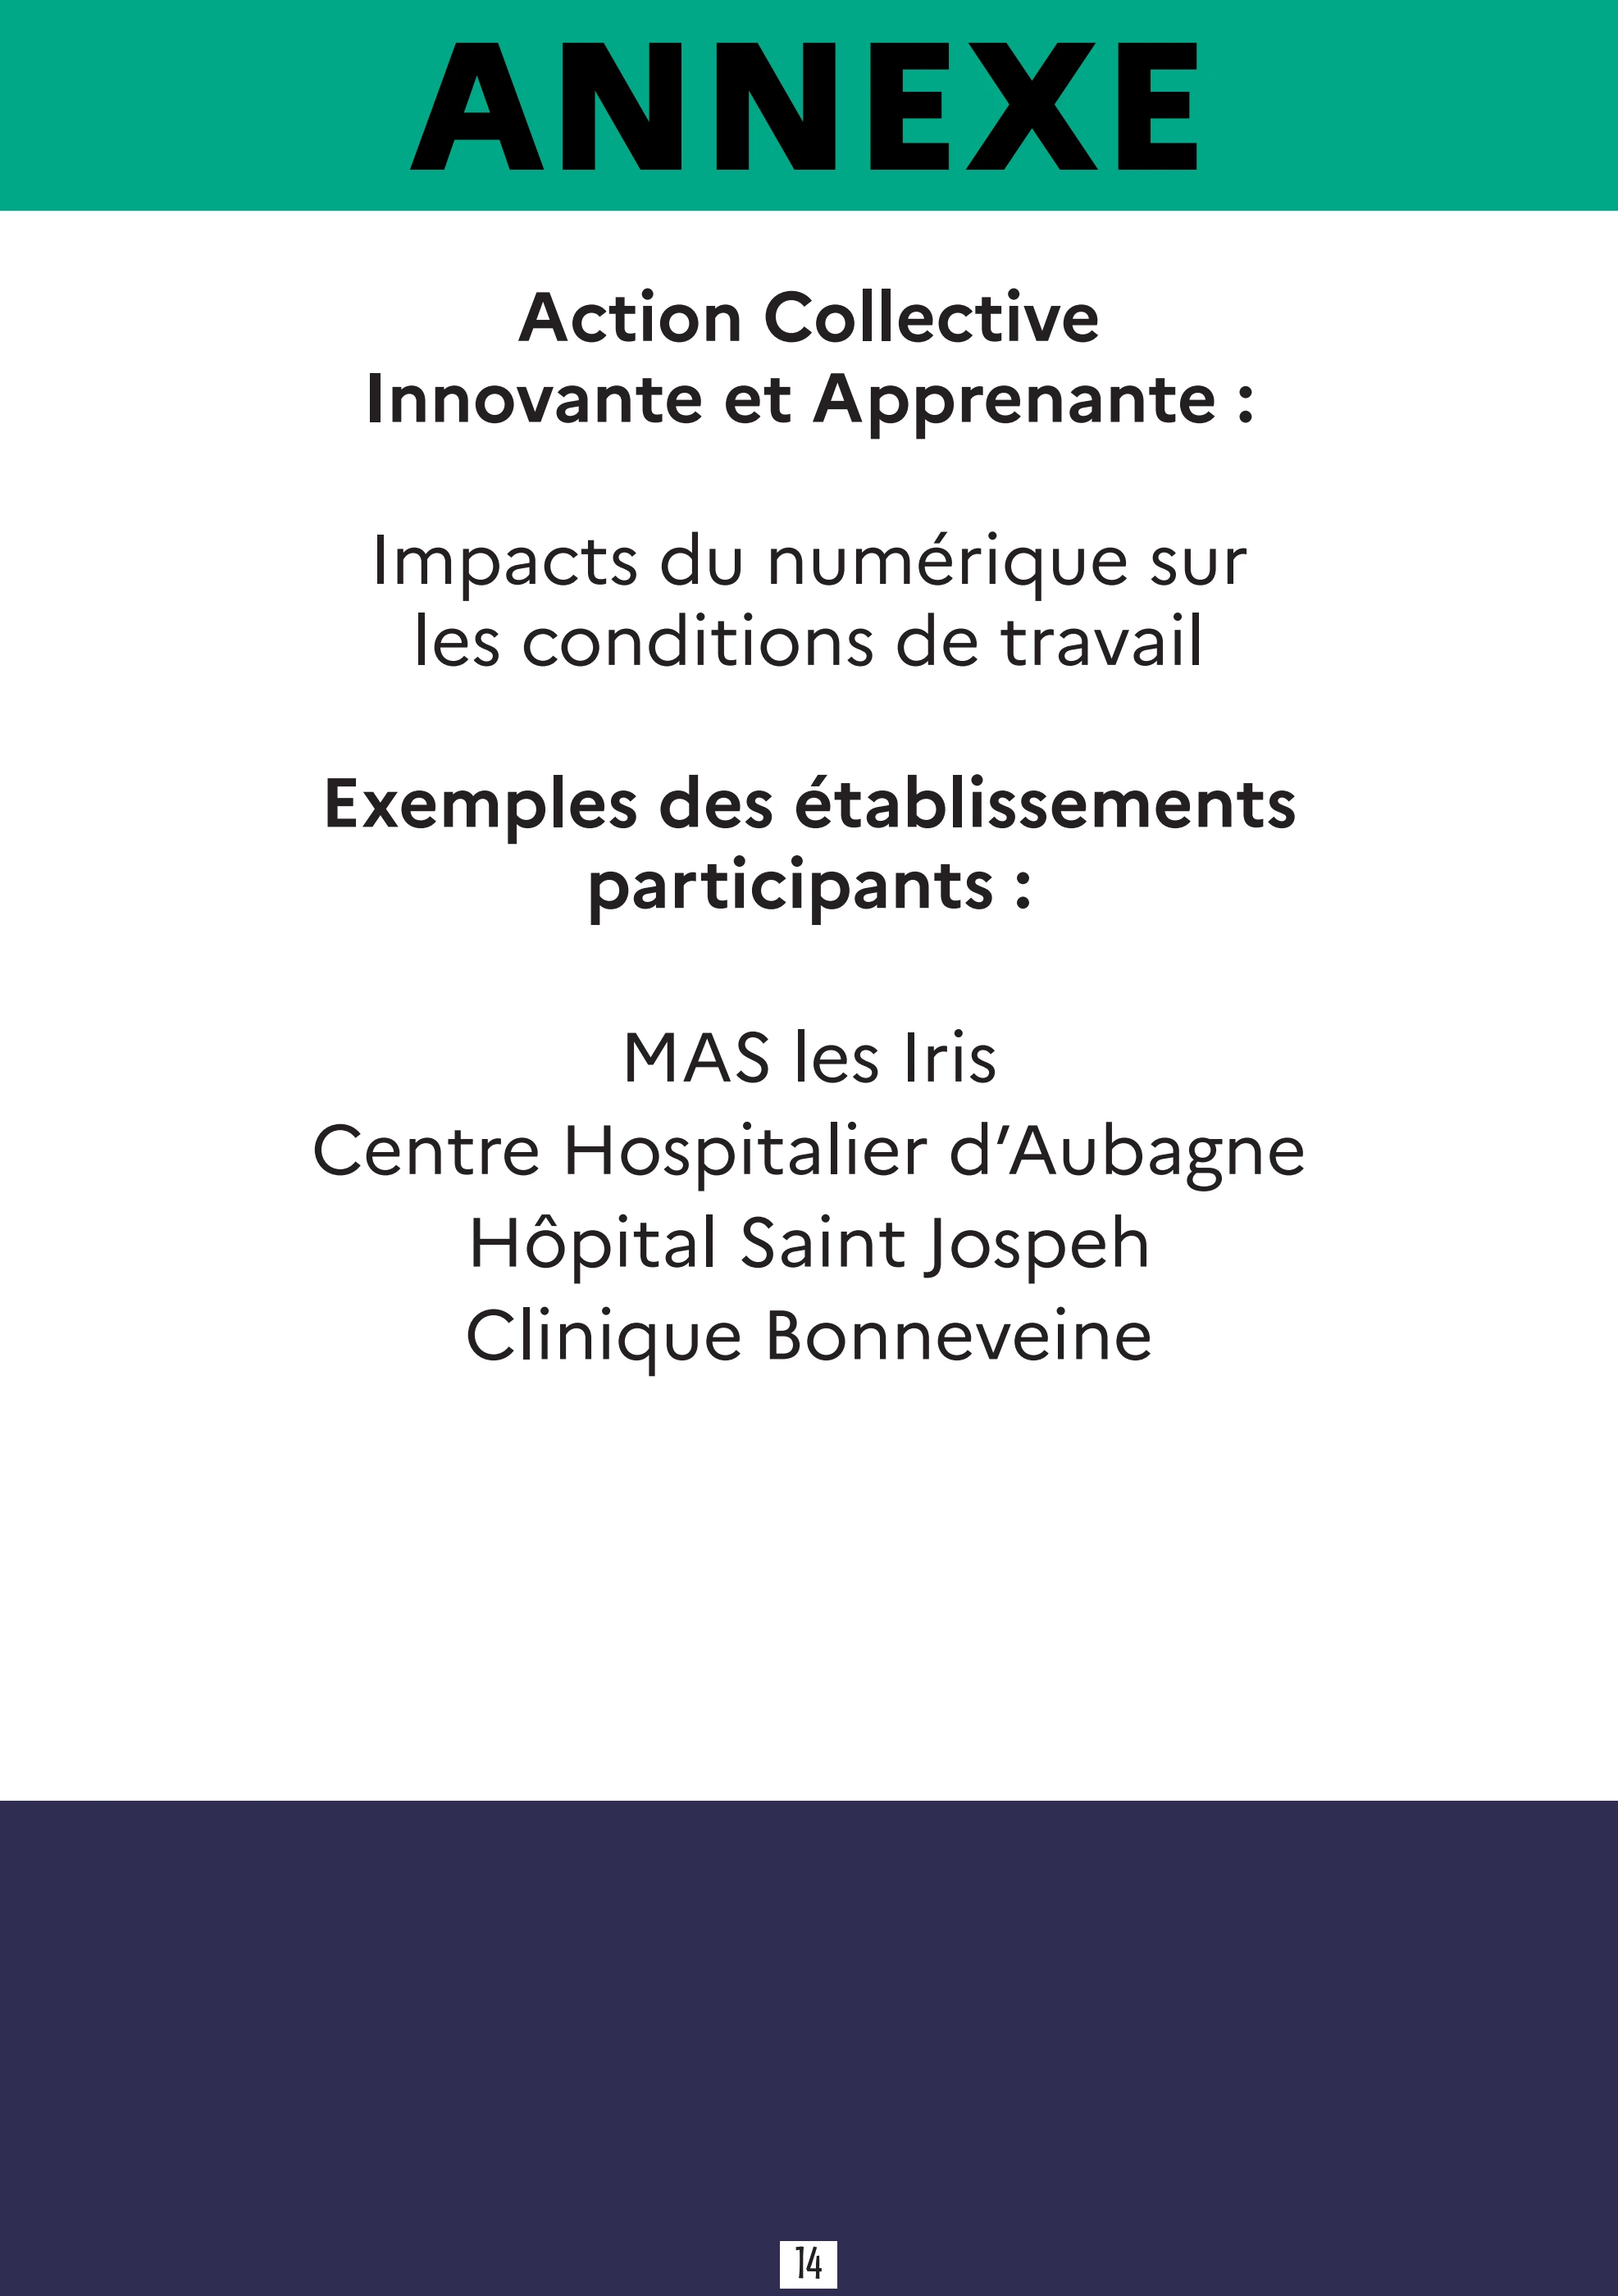 ANNEXE
Action Collective
Innovante et Apprenante :
Impacts du numérique sur
les conditions de travail
Exemples des établissements
participants :
MAS les Iris
Centre Hospitalier d’Aubagne
Hôpital Saint Jospeh
Clinique Bonneveine
14